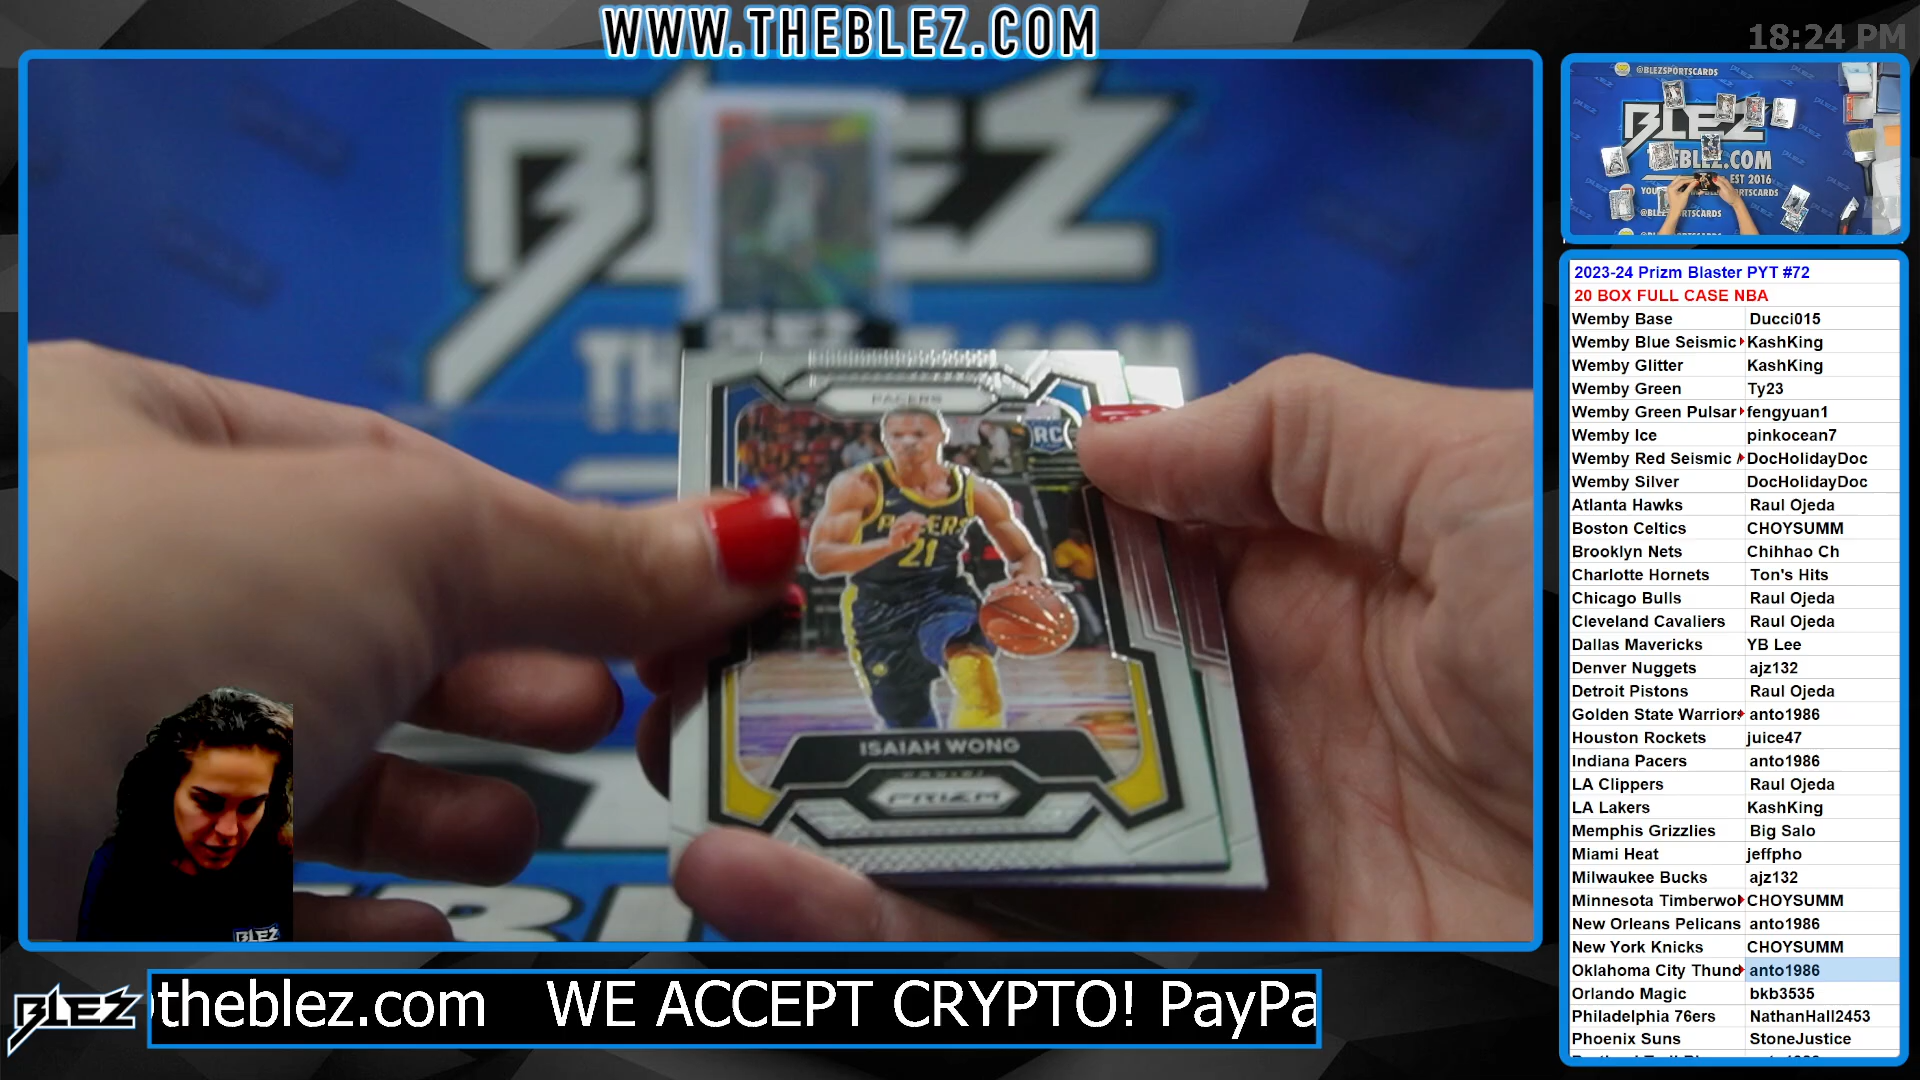 WWW.THEBLEZ.COM
18:24 PM
@BLEZSPORTSCARDS
BLEZ
THEBLEZ.COM
EST 2016
BLEZ
PACERS
RC
PACERS
21
ISAIAH WONG
PANINI
PRIZM
BLEZ
2023-24 Prizm Blaster PYT #72
20 BOX FULL CASE NBA
Wemby Base Ducci015
Wemby Blue Seismic KashKing
Wemby Glitter KashKing
Wemby Green Ty23
Wemby Green Pulsar fengyuan1
Wemby Ice pinkocean7
Wemby Red Seismic DocHolidayDoc
Wemby Silver DocHolidayDoc
Atlanta Hawks Raul Ojeda
Boston Celtics CHOYSUMM
Brooklyn Nets Chihhao Ch
Charlotte Hornets Ton's Hits
Chicago Bulls Raul Ojeda
Cleveland Cavaliers Raul Ojeda
Dallas Mavericks YB Lee
Denver Nuggets ajz132
Detroit Pistons Raul Ojeda
Golden State Warriors anto1986
Houston Rockets juice47
Indiana Pacers anto1986
LA Clippers Raul Ojeda
LA Lakers KashKing
Memphis Grizzlies Big Salo
Miami Heat jeffpho
Milwaukee Bucks ajz132
Minnesota Timberwol CHOYSUMM
New Orleans Pelicans anto1986
New York Knicks CHOYSUMM
Oklahoma City Thund anto1986
Orlando Magic bkb3535
Philadelphia 76ers NathanHall2453
Phoenix Suns StoneJustice
BLEZ
theblez.com WE ACCEPT CRYPTO! PayPa